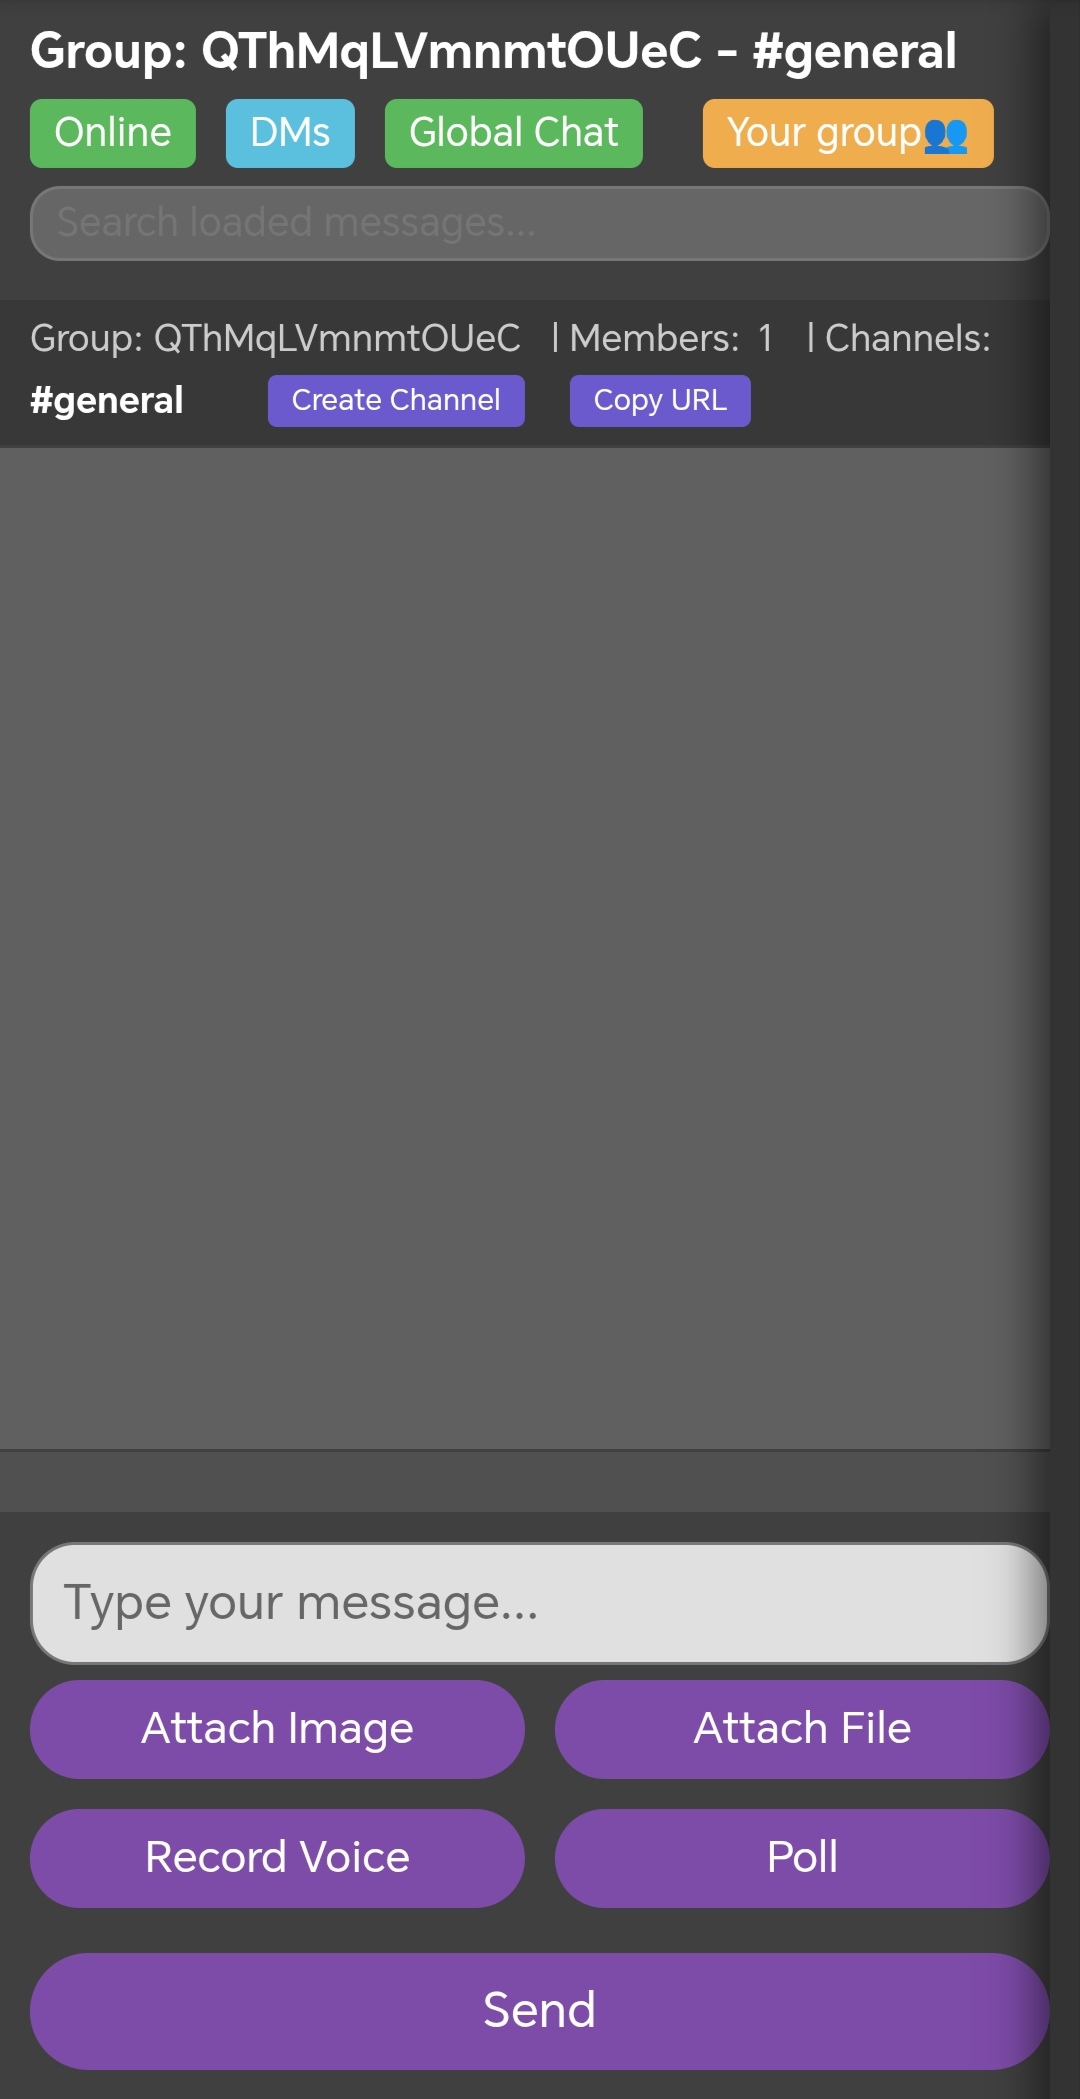 Group: QThMqLVmnmtOUeC - #general
Online DMs Global Chat Your group👥
Search loaded messages...
Group: QThMqLVmnmtOUeC | Members: 1 | Channels:
#general Create Channel Copy URL
Type your message...
Attach Image Attach File
Record Voice Poll
Send